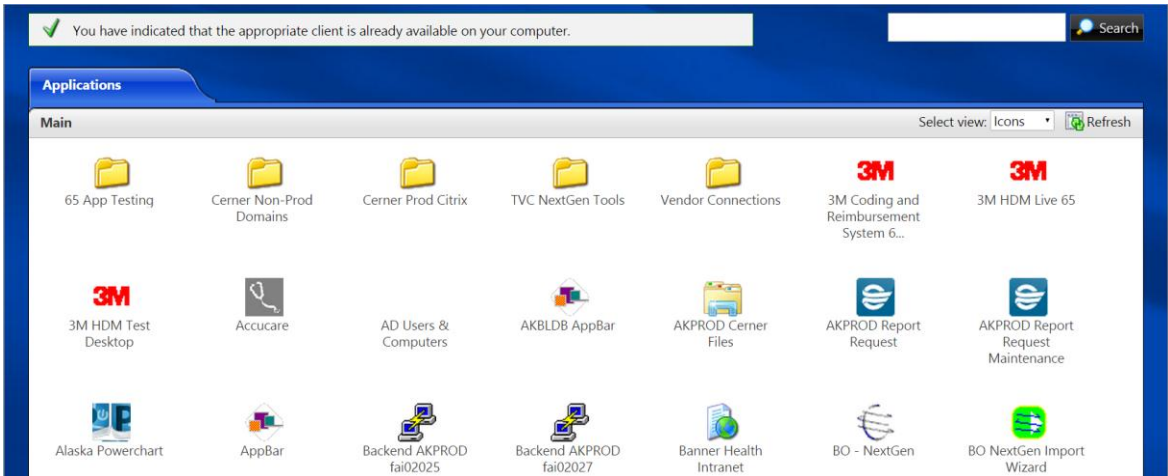 You have indicated that the appropriate client is already available on your computer.
Search
Applications
Main
Select view: Icons
Refresh
65 App Testing
Cerner Non-Prod
Domains
Cerner Prod Citrix
TVC NextGen Tools
Vendor Connections
3M
3M Coding and
Reimbursement
System 6...
3M
3M HDM Live 65
3M
3M HDM Test
Desktop
Accucare
AD Users &
Computers
AKBLDB AppBar
AKPROD Cerner
Files
AKPROD Report
Request
AKPROD Report
Request
Maintenance
Alaska Powerchart
AppBar
Backend AKPROD
fai02025
Backend AKPROD
fai02027
Banner Health
Intranet
BO - NextGen
BO NextGen Import
Wizard